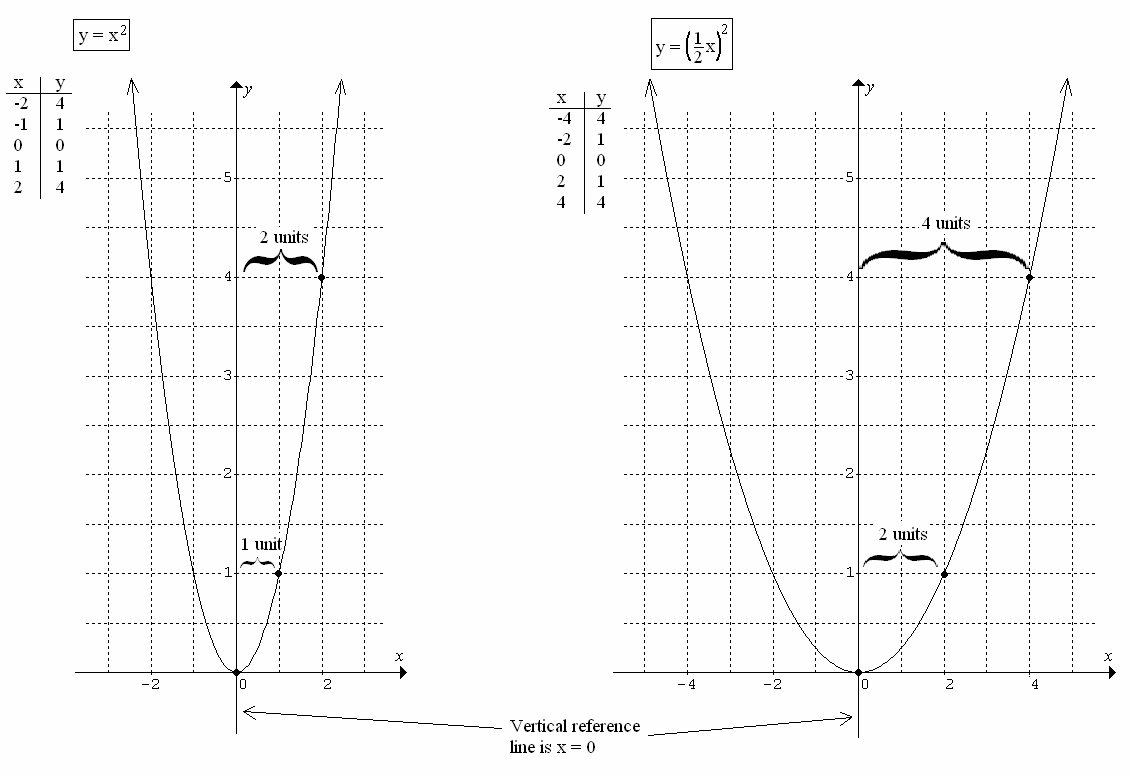 y = x²
x y
-2 4
-1 1
0 0
1 1
2 4
y
5
4
3
2
1
2 units
1 unit
x
-2 0 2
y = (1/2 x)²
x y
-4 4
-2 1
0 0
2 1
4 4
y
5
4
3
2
1
4 units
2 units
x
-4 -2 0 2 4
Vertical reference
line is x = 0